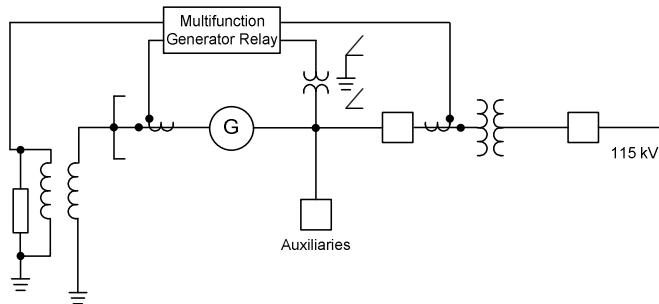 Multifunction
Generator Relay
G
115 kV
Auxiliaries